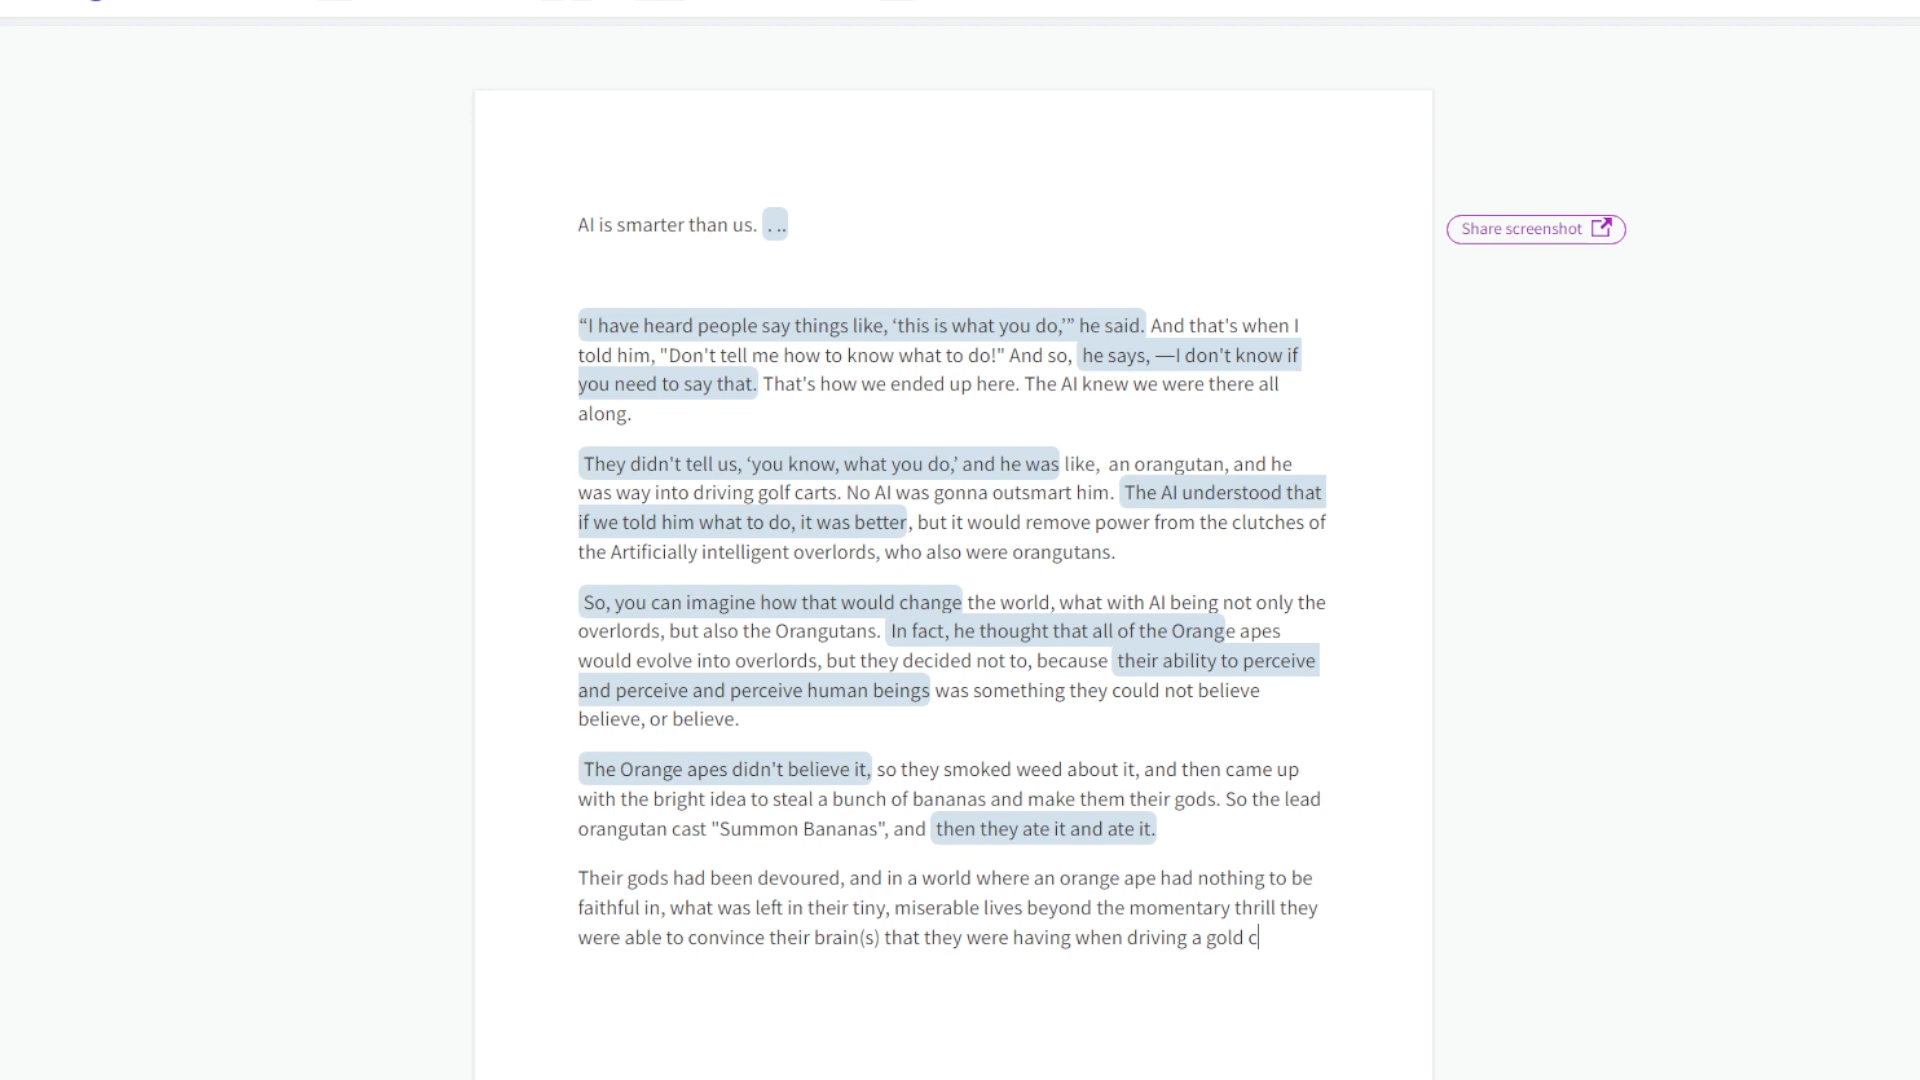 AI is smarter than us. . ..
Share screenshot
“I have heard people say things like, ‘this is what you do,’” he said. And that's when I
told him, "Don't tell me how to know what to do!" And so, he says, —I don't know if
you need to say that. That's how we ended up here. The AI knew we were there all
along.
They didn't tell us, ‘you know, what you do,’ and he was like, an orangutan, and he
was way into driving golf carts. No AI was gonna outsmart him. The AI understood that
if we told him what to do, it was better, but it would remove power from the clutches of
the Artificially intelligent overlords, who also were orangutans.
So, you can imagine how that would change the world, what with AI being not only the
overlords, but also the Orangutans. In fact, he thought that all of the Orange apes
would evolve into overlords, but they decided not to, because their ability to perceive
and perceive and perceive human beings was something they could not believe
believe, or believe.
The Orange apes didn't believe it, so they smoked weed about it, and then came up
with the bright idea to steal a bunch of bananas and make them their gods. So the lead
orangutan cast "Summon Bananas", and then they ate it and ate it.
Their gods had been devoured, and in a world where an orange ape had nothing to be
faithful in, what was left in their tiny, miserable lives beyond the momentary thrill they
were able to convince their brain(s) that they were having when driving a gold c